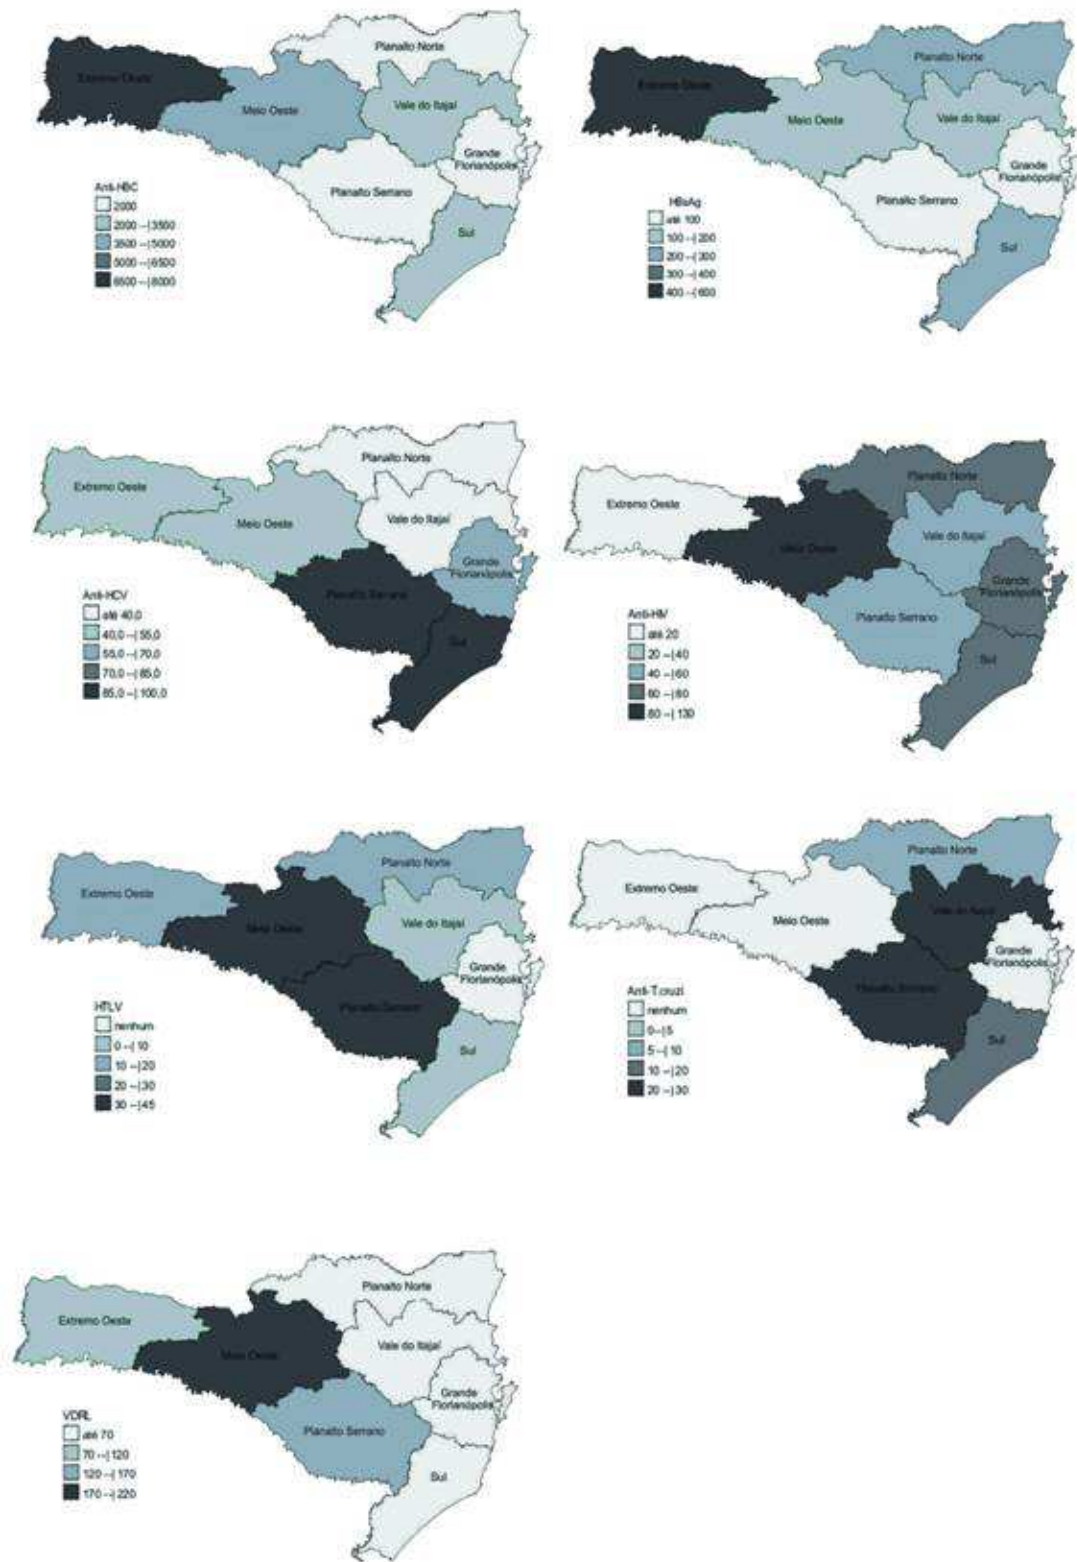 Planalto Norte
Extremo Oeste
Meio Oeste
Vale do Itajaí
Grande
Florianópolis
Planalto Serrano
Sul
Anti-HBC
2000
2000 --| 3500
3500 --| 5000
5000 --| 6500
6500 --| 8000
Planalto Norte
Extremo Oeste
Meio Oeste
Vale do Itajaí
Grande
Florianópolis
Planalto Serrano
Sul
HBsAg
até 100
100 --| 200
200 --| 300
300 --| 400
400 --| 600
Planalto Norte
Extremo Oeste
Meio Oeste
Vale do Itajaí
Grande
Florianópolis
Planalto Serrano
Sul
Anti-HCV
até 40,0
40,0 --| 55,0
55,0 --| 70,0
70,0 --| 85,0
85,0 --| 100,0
Planalto Norte
Extremo Oeste
Meio Oeste
Vale do Itajaí
Grande
Florianópolis
Planalto Serrano
Sul
Anti-HIV
até 20
20 --| 40
40 --| 60
60 --| 80
80 --| 130
Planalto Norte
Extremo Oeste
Meio Oeste
Vale do Itajaí
Grande
Florianópolis
Planalto Serrano
Sul
HTLV
nenhum
0 --| 10
10 --| 20
20 --| 30
30 --| 45
Planalto Norte
Extremo Oeste
Meio Oeste
Vale do Itajaí
Grande
Florianópolis
Planalto Serrano
Sul
Anti-T.cruzi
nenhum
0--| 5
5 --| 10
10 --| 20
20 --| 30
Planalto Norte
Extremo Oeste
Meio Oeste
Vale do Itajaí
Grande
Florianópolis
Planalto Serrano
Sul
VDRL
até 70
70 --| 120
120 --| 170
170 --| 220